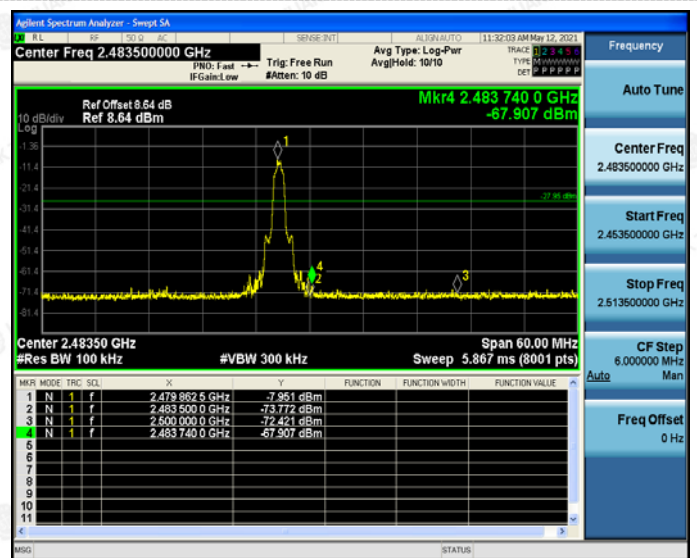 Agilent Spectrum Analyzer - Swept SA
RL RF 50 Ω AC SENSE:INT ALIGNAUTO 11:32:03 AM May 12, 2021
Center Freq 2.483500000 GHz
PNO: Fast Trig: Free Run Avg Type: Log-Pwr TRACE 1 2 3 4 5 6
IFGain:Low #Atten: 10 dB Avg|Hold: 10/10 TYPE MWWWWW
DET P P P P P P
Frequency
Auto Tune
Center Freq
2.483500000 GHz
Start Freq
2.453500000 GHz
Stop Freq
2.513500000 GHz
CF Step
6.000000 MHz
Auto Man
Freq Offset
0 Hz
Ref Offset 8.64 dB
10 dB/div Ref 8.64 dBm
Log
Mkr4 2.483 740 0 GHz
-67.907 dBm
-1.36
-11.4
-21.4
-31.4
-41.4
-51.4
-61.4
-71.4
-81.4
1
-27.95 dBm
4
2
3
Center 2.48350 GHz Span 60.00 MHz
#Res BW 100 kHz #VBW 300 kHz Sweep 5.867 ms (8001 pts)
MKR MODE TRC SCL X Y FUNCTION FUNCTION WIDTH FUNCTION VALUE
1 N 1 f 2.479 862 5 GHz -7.951 dBm
2 N 1 f 2.483 500 0 GHz -73.772 dBm
3 N 1 f 2.500 000 0 GHz -72.421 dBm
4 N 1 f 2.483 740 0 GHz -67.907 dBm
5
6
7
8
9
10
11
MSG STATUS